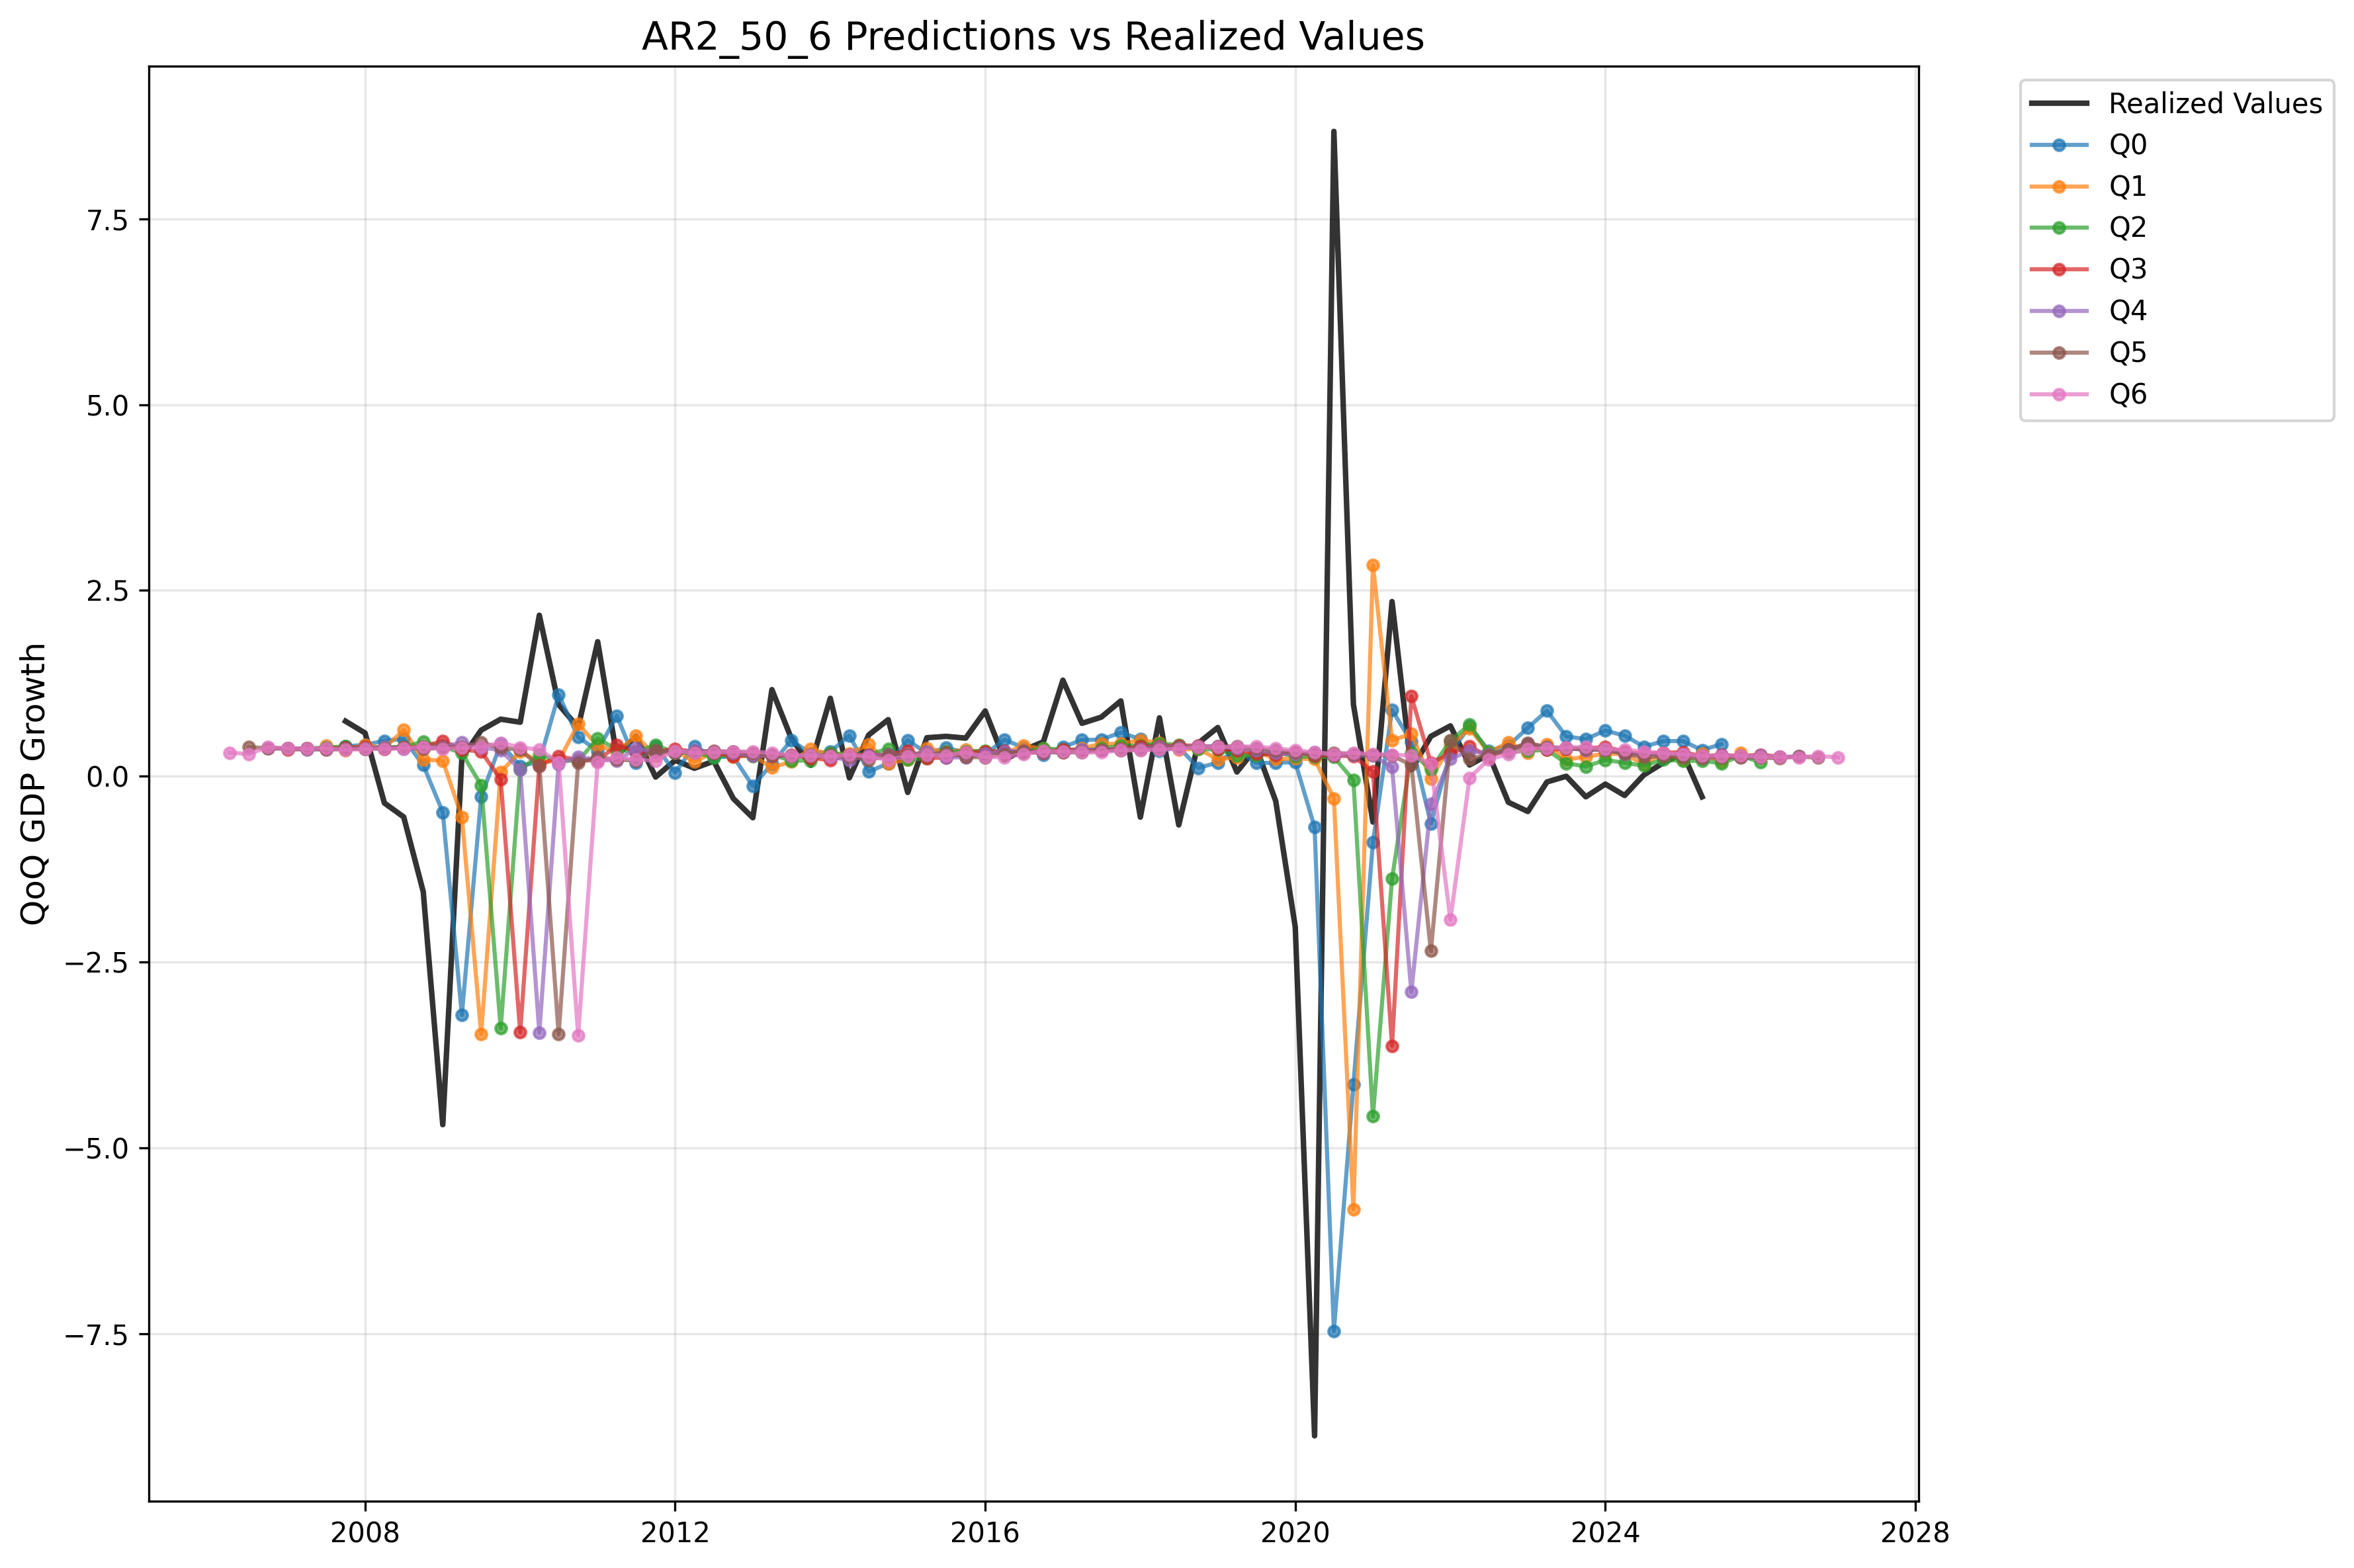 AR2_50_6 Predictions vs Realized Values
Realized Values
Q0
Q1
Q2
Q3
Q4
Q5
Q6
QoQ GDP Growth
7.5
5.0
2.5
0.0
−2.5
−5.0
−7.5
2008
2012
2016
2020
2024
2028